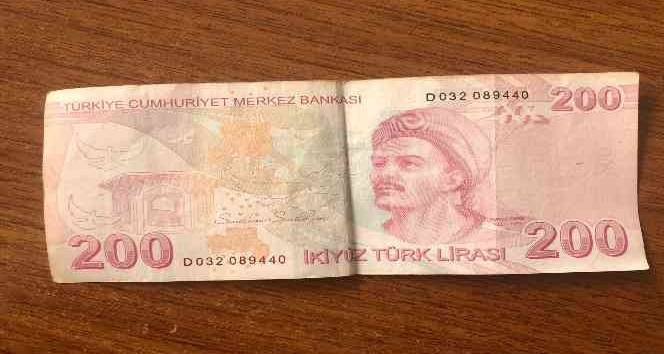 TÜRKİYE CUMHURİYET MERKEZ BANKASI
D032 089440
200
200
D032 089440
İKİYÜZ TÜRK LİRASI
200